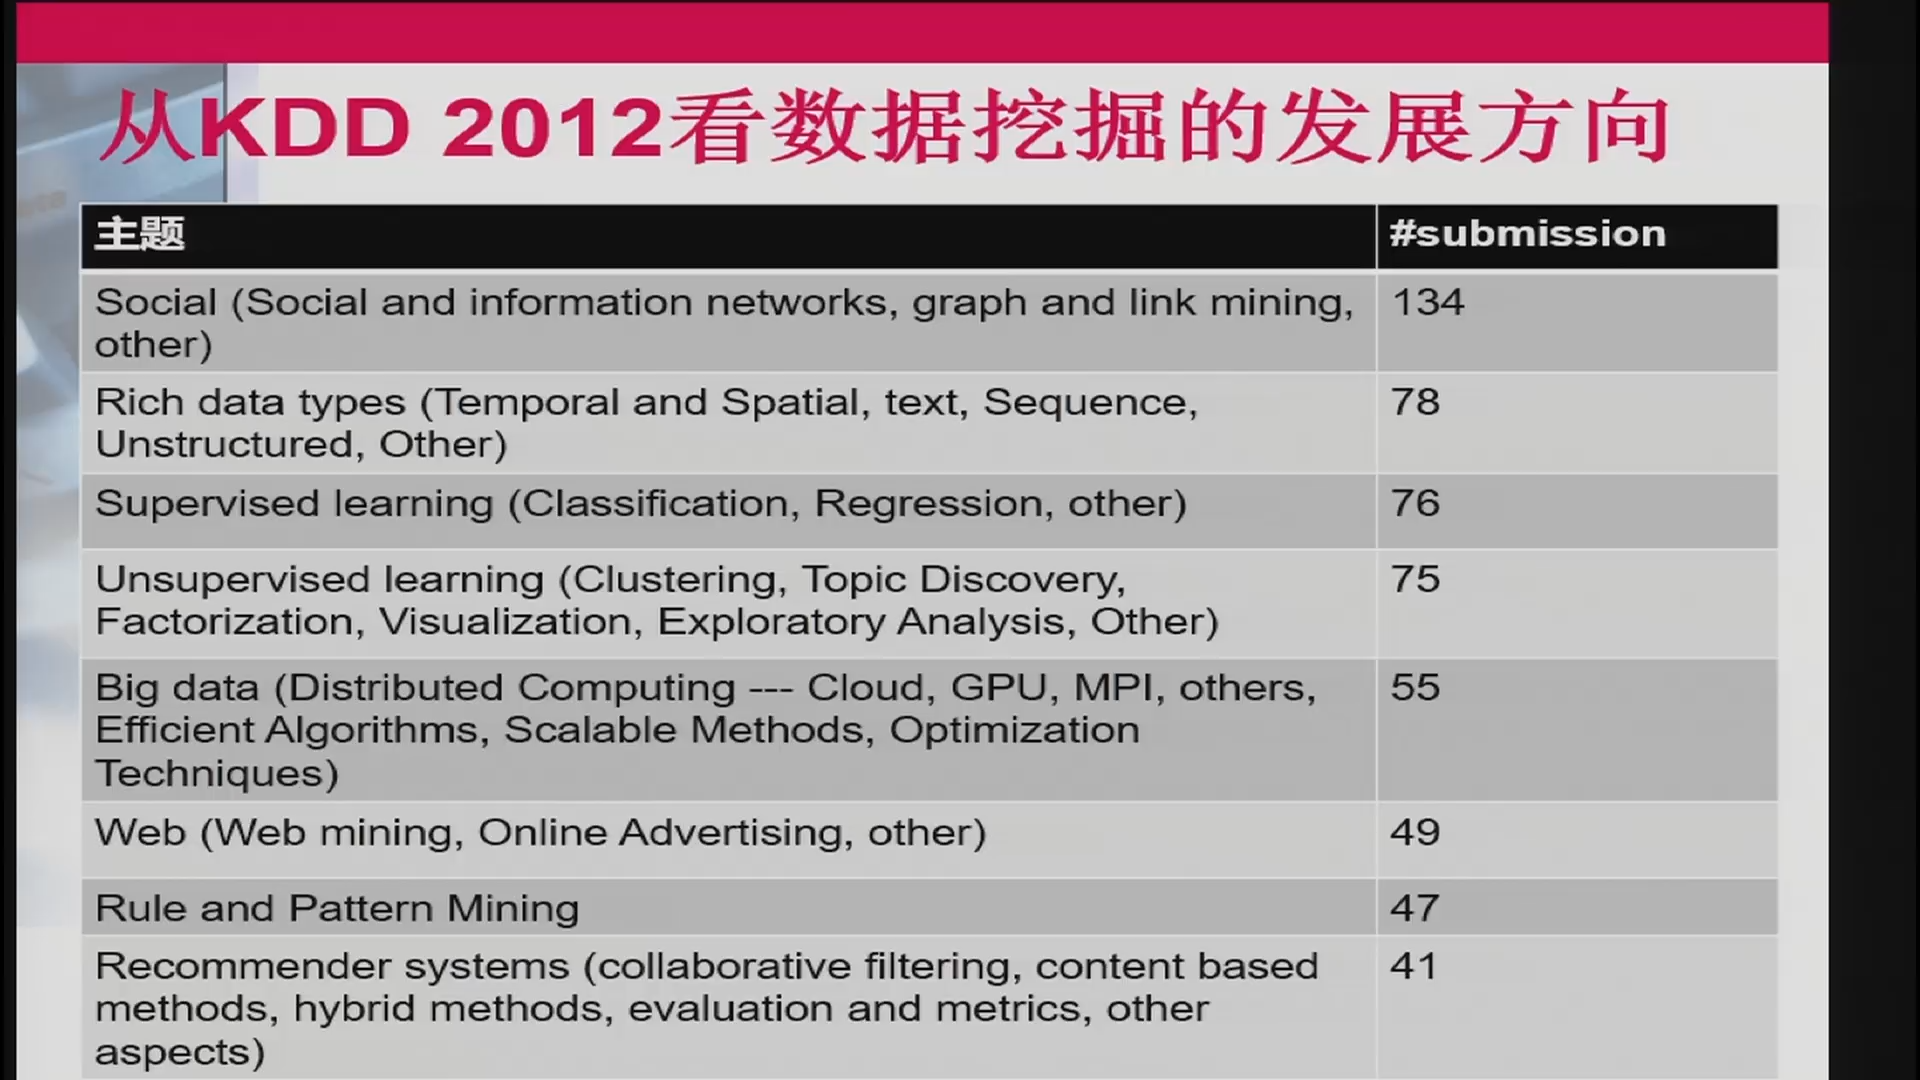 从KDD 2012看数据挖掘的发展方向
主题
#submission
Social (Social and information networks, graph and link mining,
other)
134
Rich data types (Temporal and Spatial, text, Sequence,
Unstructured, Other)
78
Supervised learning (Classification, Regression, other)
76
Unsupervised learning (Clustering, Topic Discovery,
Factorization, Visualization, Exploratory Analysis, Other)
75
Big data (Distributed Computing --- Cloud, GPU, MPI, others,
Efficient Algorithms, Scalable Methods, Optimization
Techniques)
55
Web (Web mining, Online Advertising, other)
49
Rule and Pattern Mining
47
Recommender systems (collaborative filtering, content based
methods, hybrid methods, evaluation and metrics, other
aspects)
41